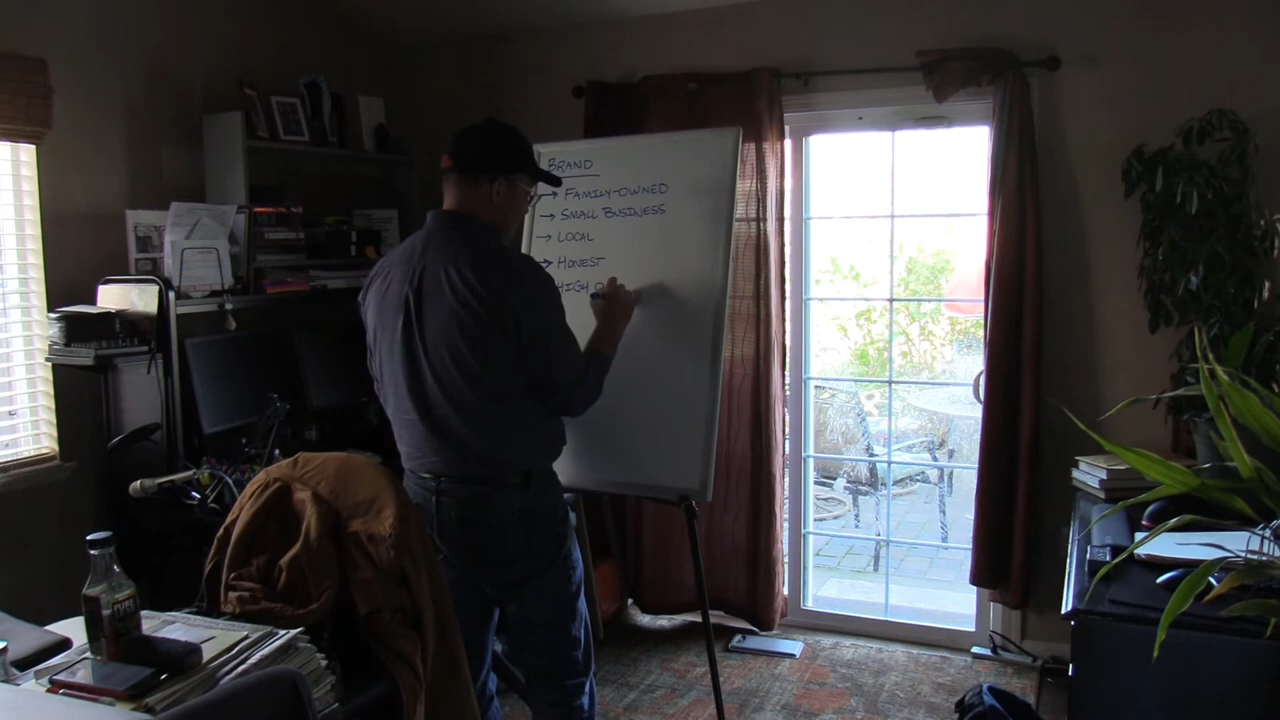 BRAND
→ FAMILY-OWNED
→ SMALL BUSINESS
→ LOCAL
→ HONEST
HIGH